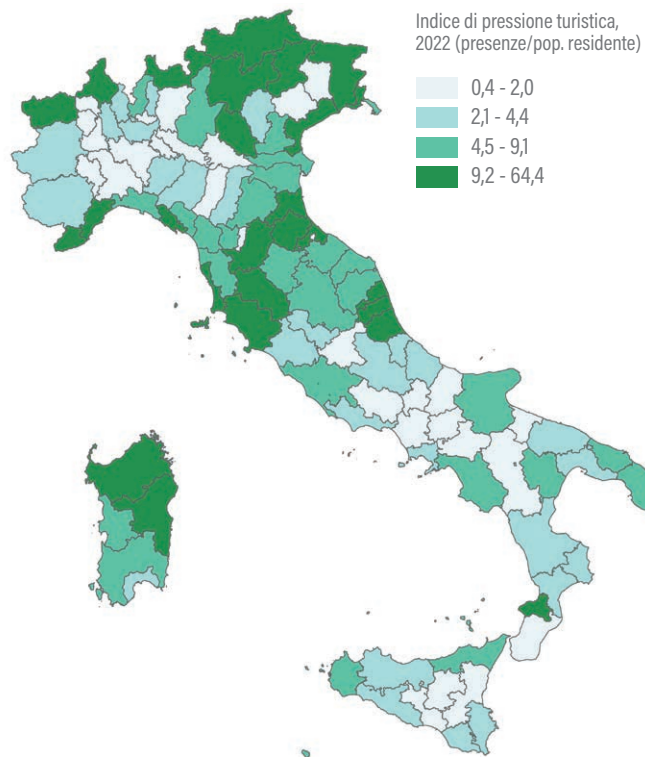 Indice di pressione turistica,
2022 (presenze/pop. residente)
0,4 - 2,0
2,1 - 4,4
4,5 - 9,1
9,2 - 64,4